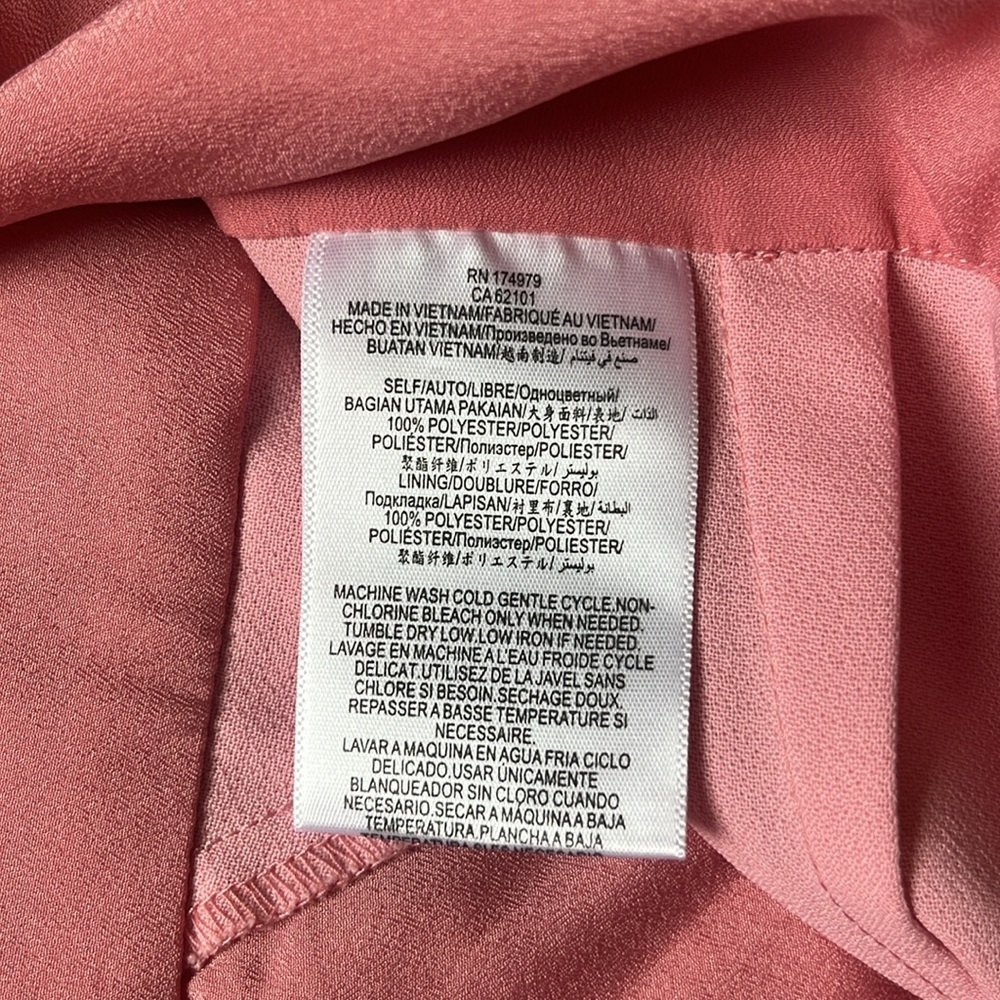 RN 174979
CA 62101
MADE IN VIETNAM/FABRIQUÉ AU VIETNAM/
HECHO EN VIETNAM/Произведено во Вьетнаме/
BUATAN VIETNAM/越南制造/ صنع في فيتنام
SELF/AUTO/LIBRE/Одноцветный/
BAGIAN UTAMA PAKAIAN/大身面料/表地/ الذات
100% POLYESTER/POLYESTER/
POLIÉSTER/Полиэстер/POLYESTER/
聚酯纤维/ポリエステル/ بوليستر
LINING/DOUBLURE/FORRO/
Подкладка/LAPISAN/衬里布/裏地/ البطانة
100% POLYESTER/POLYESTER/
POLIÉSTER/Полиэстер/POLYESTER/
聚酯纤维/ポリエステル/ بوليستر
MACHINE WASH COLD GENTLE CYCLE.NON-
CHLORINE BLEACH ONLY WHEN NEEDED.
TUMBLE DRY LOW.LOW IRON IF NEEDED.
LAVAGE EN MACHINE A L'EAU FROIDE CYCLE
DELICAT.UTILISEZ DE LA JAVEL SANS
CHLORE SI BESOIN.SECHAGE DOUX.
REPASSER A BASSE TEMPERATURE SI
NECESSAIRE.
LAVAR A MAQUINA EN AGUA FRIA CICLO
DELICADO.USAR ÚNICAMENTE
BLANQUEADOR SIN CLORO CUANDO
NECESARIO.SECAR A MÁQUINA A BAJA
TEMPERATURA.PLANCHA A BAJA